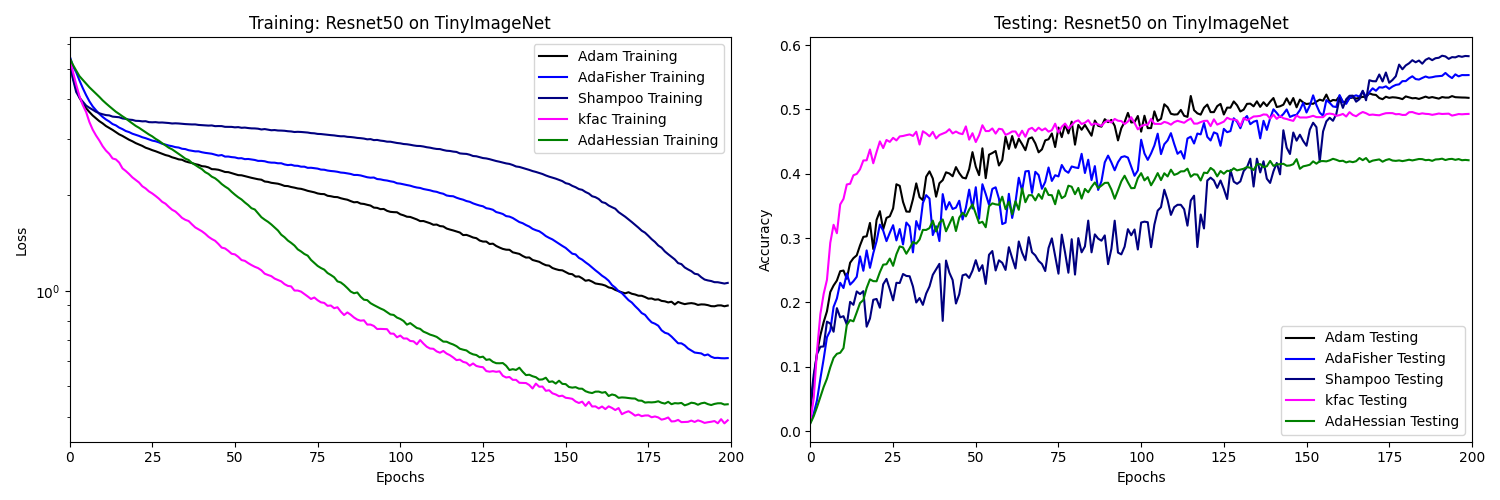 Training: Resnet50 on TinyImageNet
Loss
10⁰
Adam Training
AdaFisher Training
Shampoo Training
kfac Training
AdaHessian Training
0 25 50 75 100 125 150 175 200
Epochs
Testing: Resnet50 on TinyImageNet
Accuracy
0.6
0.5
0.4
0.3
0.2
0.1
0.0
Adam Testing
AdaFisher Testing
Shampoo Testing
kfac Testing
AdaHessian Testing
0 25 50 75 100 125 150 175 200
Epochs